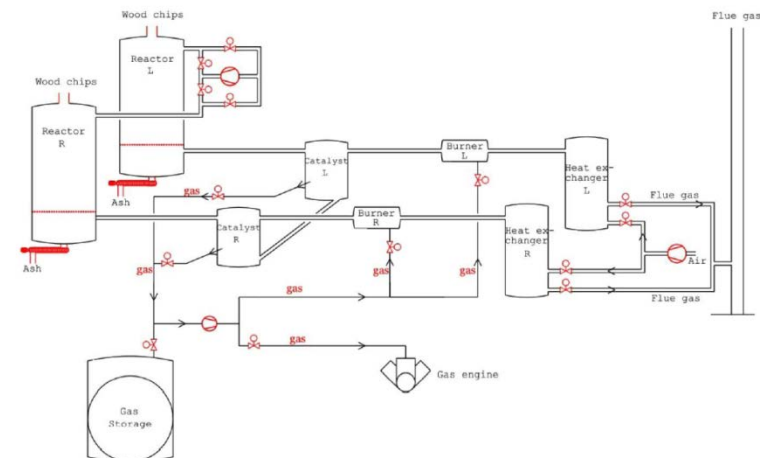 Wood chips
Flue gas
Reactor
L
Wood chips
Reactor
R
Burner
L
Catalyst
L
Heat ex-
changer
L
gas
Ash
Flue gas
Catalyst
R
Burner
R
Heat ex-
changer
R
Ash
Air
gas
gas
gas
Flue gas
gas
Gas engine
Gas
Storage